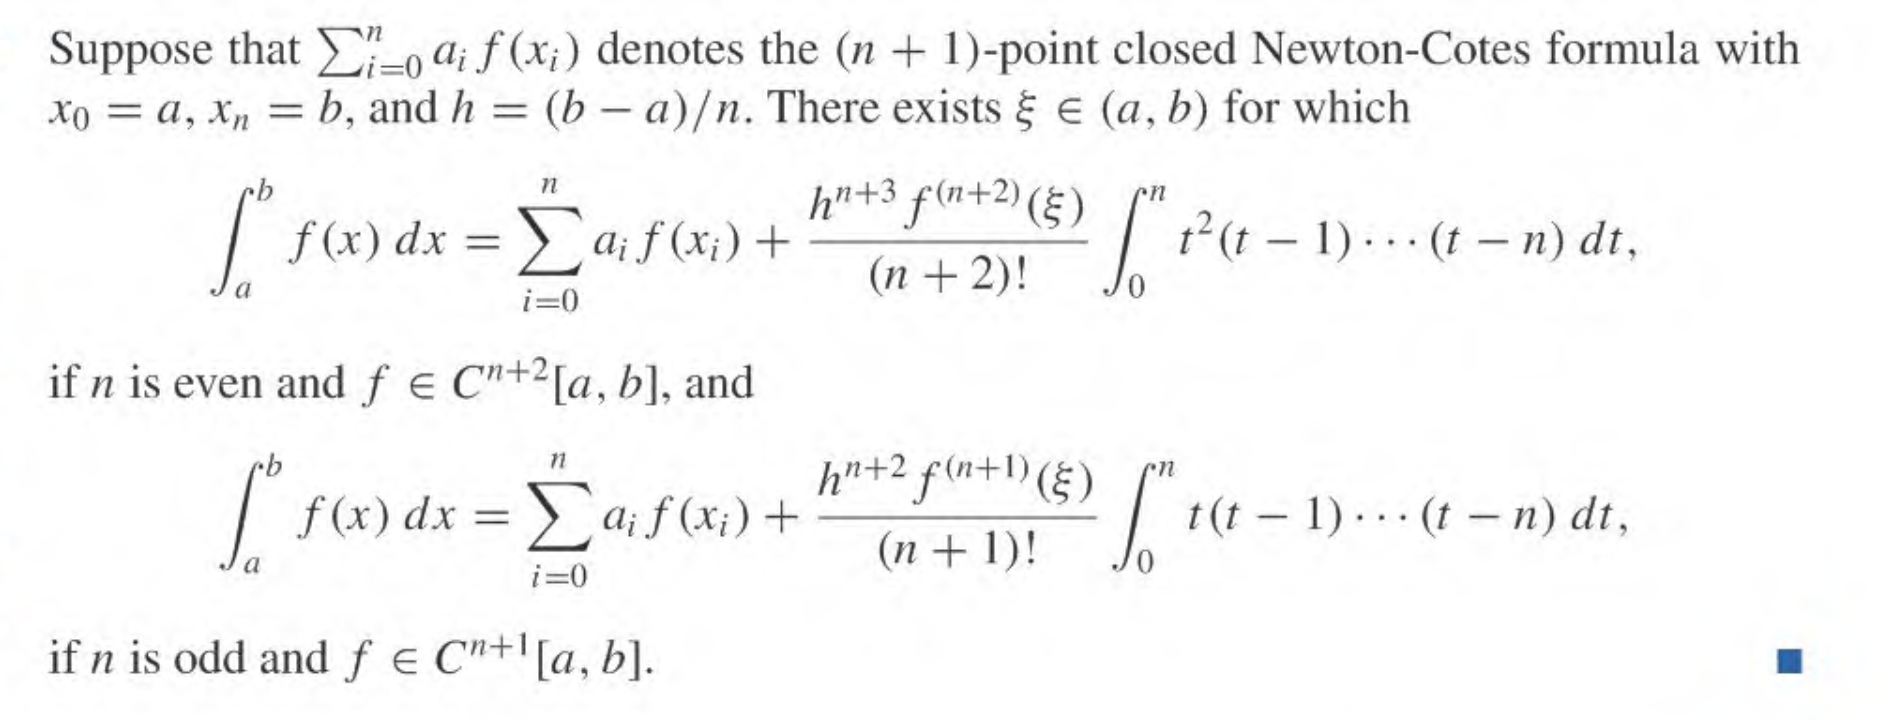 Suppose that $\sum_{i=0}^{n} a_i f(x_i)$ denotes the $(n + 1)$-point closed Newton-Cotes formula with
$x_0 = a$, $x_n = b$, and $h = (b - a)/n$. There exists $\xi \in (a, b)$ for which
$\int_a^b f(x)\,dx = \sum_{i=0}^{n} a_i f(x_i) + \frac{h^{n+3} f^{(n+2)}(\xi)}{(n + 2)!} \int_0^n t^2(t - 1) \cdots (t - n)\,dt,$
if $n$ is even and $f \in C^{n+2}[a, b]$, and
$\int_a^b f(x)\,dx = \sum_{i=0}^{n} a_i f(x_i) + \frac{h^{n+2} f^{(n+1)}(\xi)}{(n + 1)!} \int_0^n t(t - 1) \cdots (t - n)\,dt,$
if $n$ is odd and $f \in C^{n+1}[a, b]$.